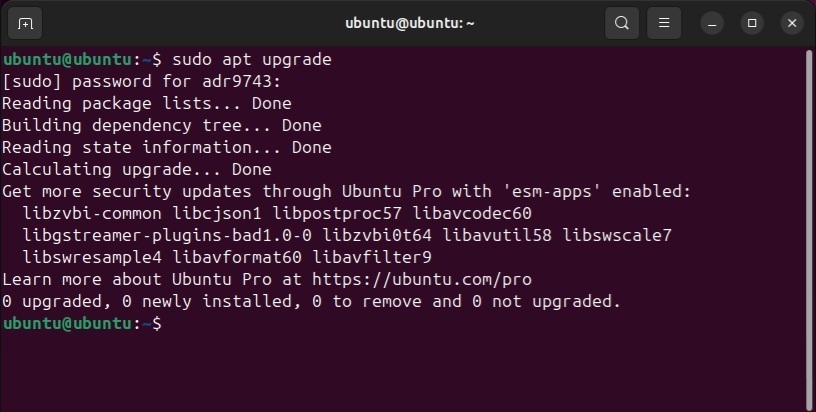 ubuntu@ubuntu: ~
ubuntu@ubuntu:~$ sudo apt upgrade
[sudo] password for adr9743:
Reading package lists... Done
Building dependency tree... Done
Reading state information... Done
Calculating upgrade... Done
Get more security updates through Ubuntu Pro with 'esm-apps' enabled:
  libzvbi-common libcjson1 libpostproc57 libavcodec60
  libgstreamer-plugins-bad1.0-0 libzvbi0t64 libavutil58 libswscale7
  libswresample4 libavformat60 libavfilter9
Learn more about Ubuntu Pro at https://ubuntu.com/pro
0 upgraded, 0 newly installed, 0 to remove and 0 not upgraded.
ubuntu@ubuntu:~$